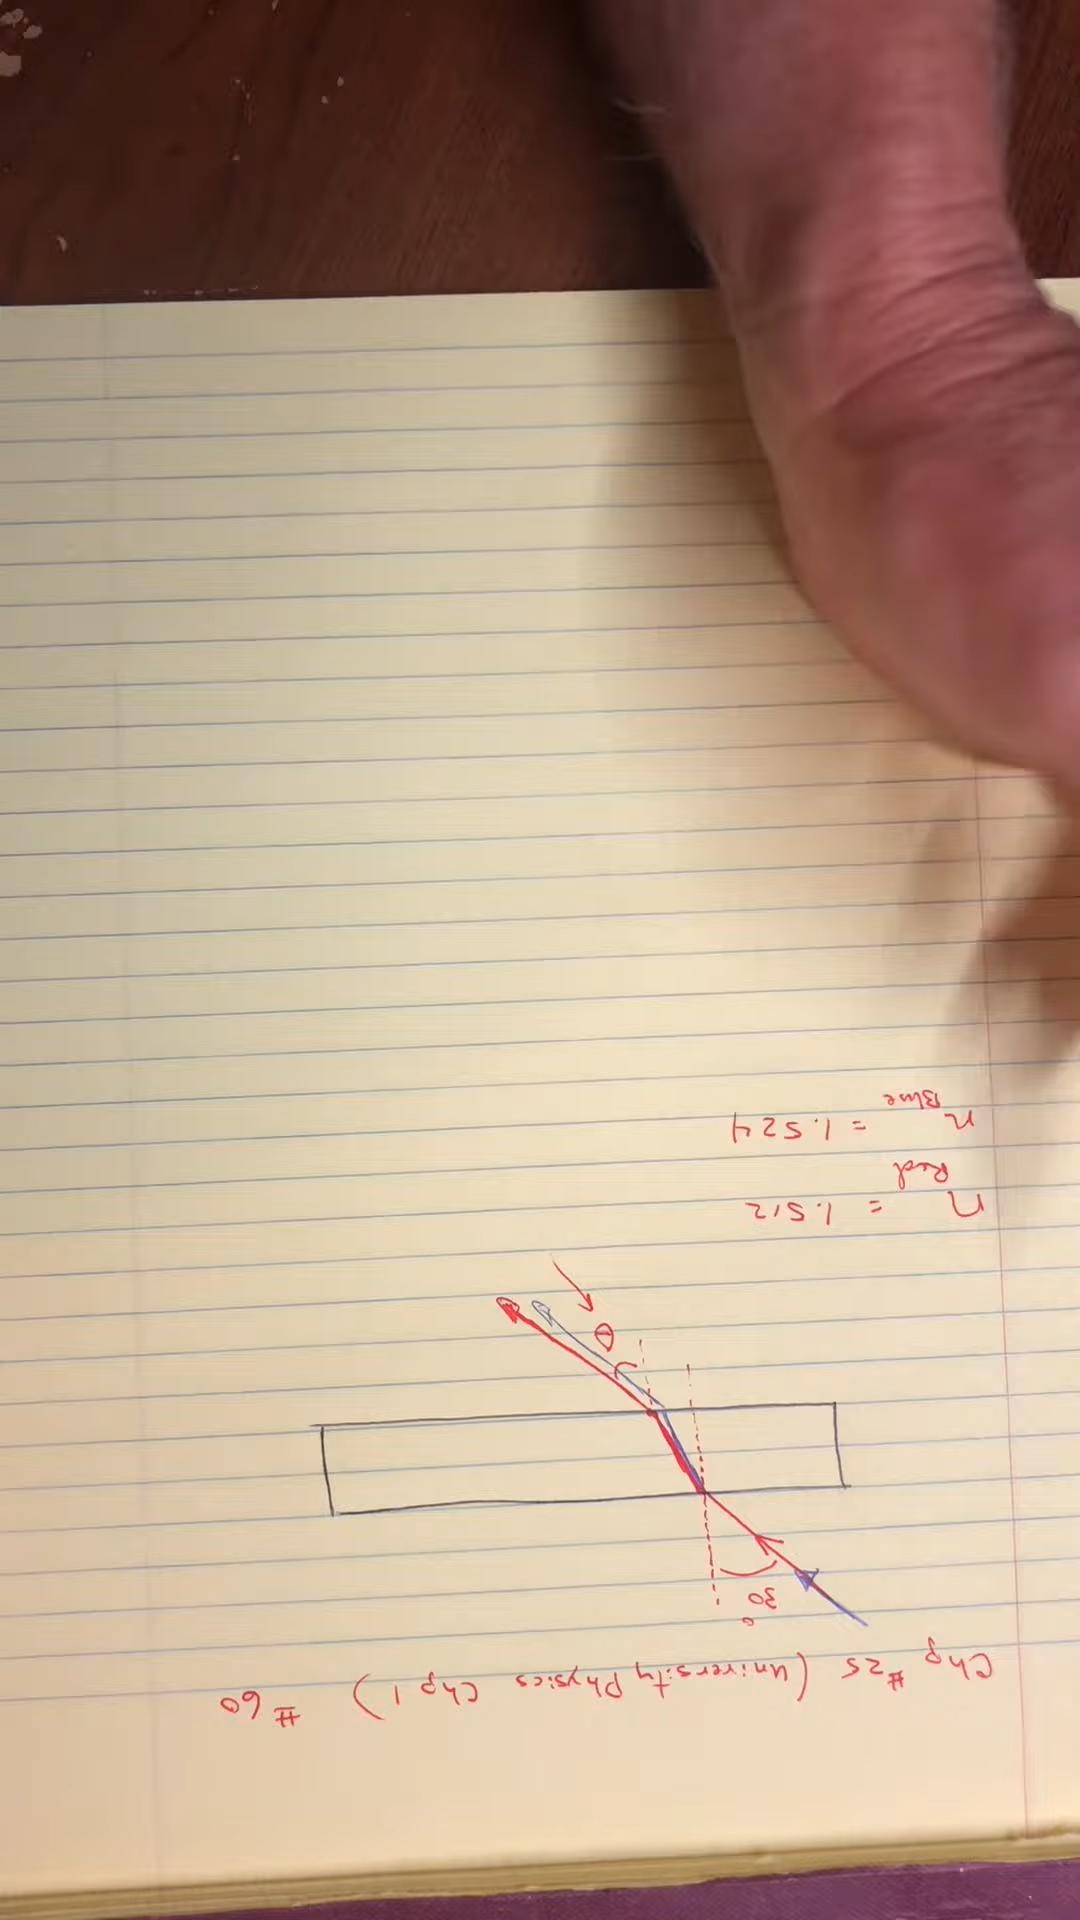 Chp #25 (University Physics Chp 1) #60
30°
θ
n Red = 1.512
n Blue = 1.524